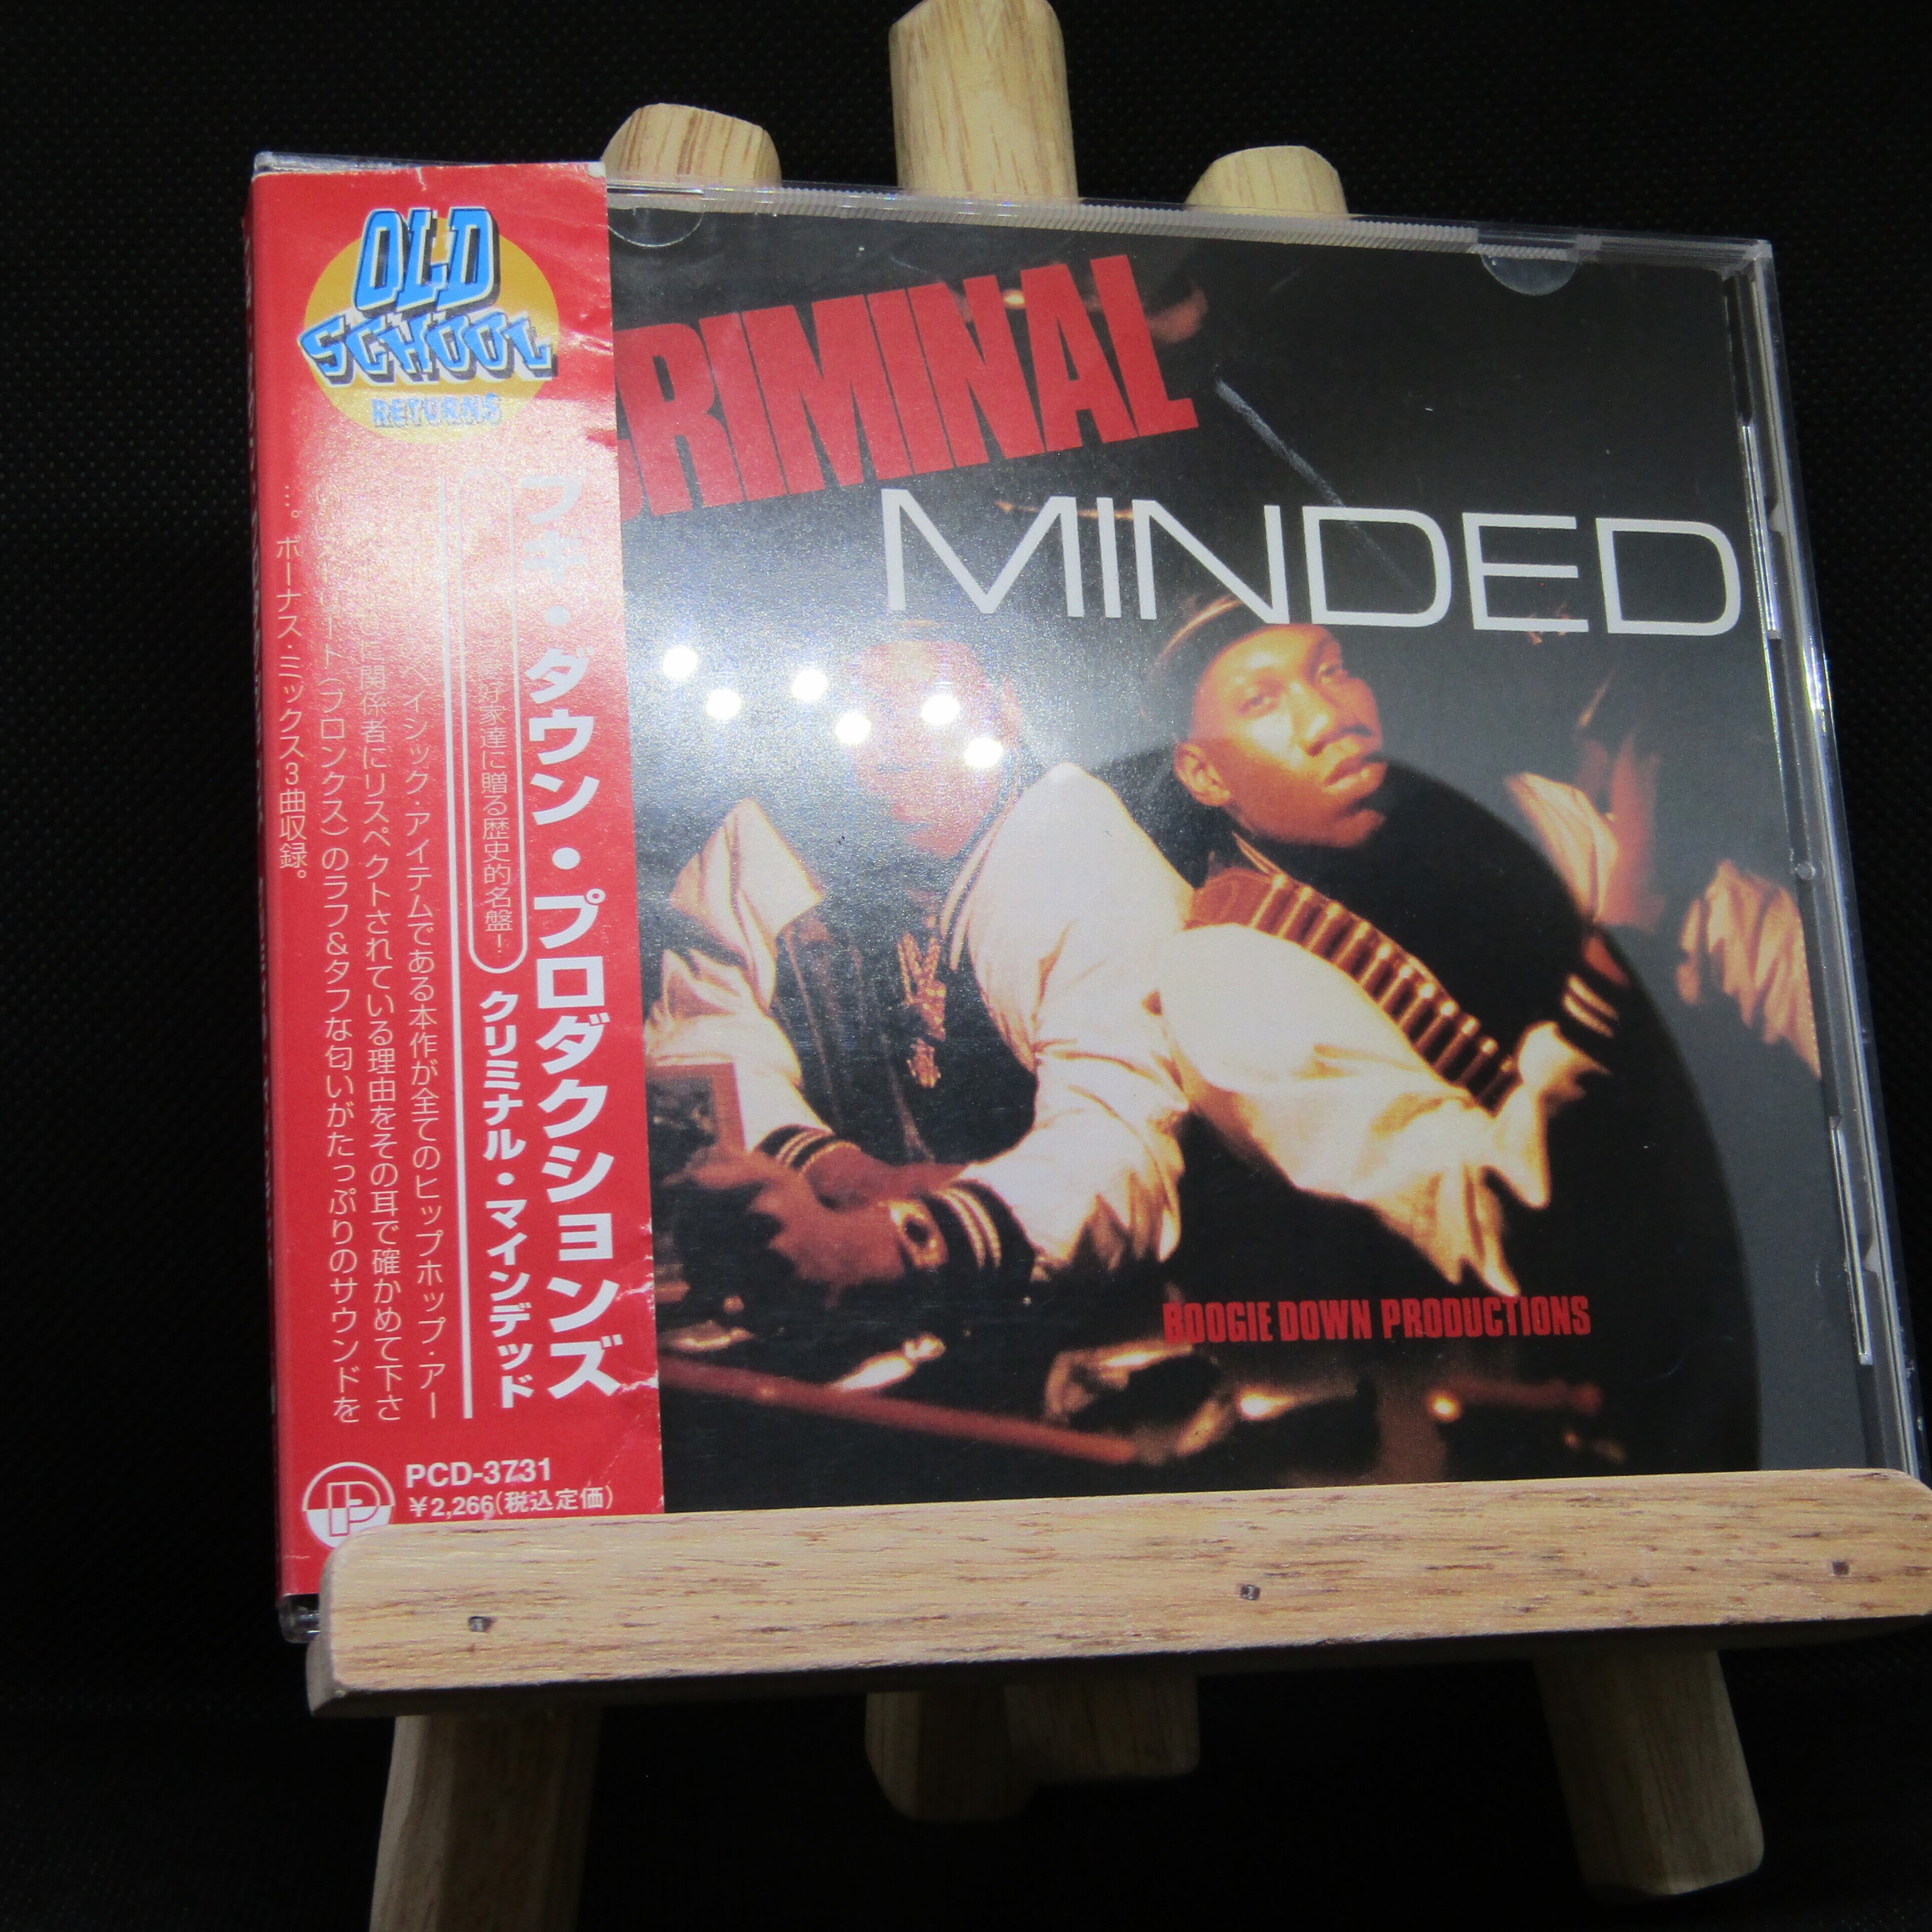 OLD
SCHOOL
RETURNS
ブギ・ダウン・プロダクションズ
好家達に贈る歴史的名盤!
クリミナル・マインデッド
ベイシック・アイテムである本作が全てのヒップホップ・アー
に関係者にリスペクトされている理由をその耳で確かめて下さ
ート(ブロンクス)のラフ&タフな匂いがたっぷりのサウンドを
…。ボーナス・ミックス3曲収録。
PCD-3731
¥2,266(税込定価)
CRIMINAL
MINDED
BOOGIE DOWN PRODUCTIONS